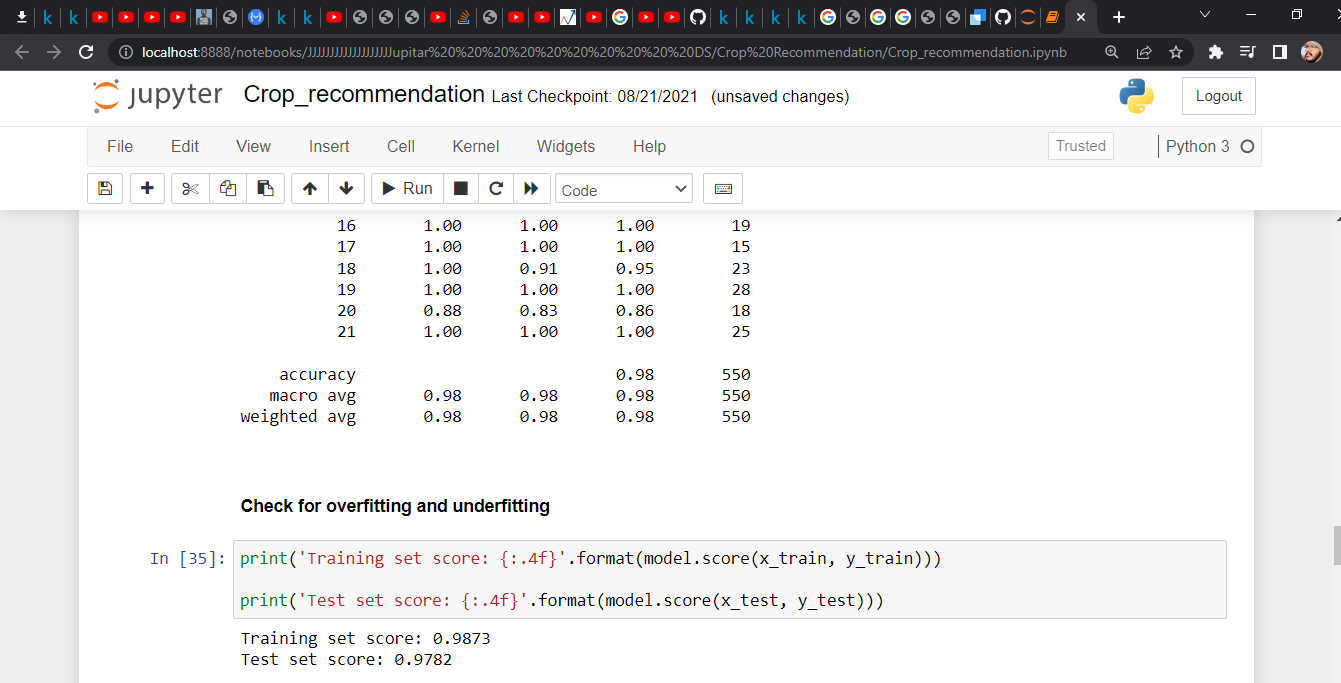 localhost:8888/notebooks/JJJJJJJJJJJJJJJJJJJJupitar%20%20%20%20%20%20%20%20%20%20DS/Crop%20Recommendation/Crop_recommendation.ipynb
jupyter Crop_recommendation Last Checkpoint: 08/21/2021 (unsaved changes)
Logout
File Edit View Insert Cell Kernel Widgets Help Trusted Python 3
Run Code
16 1.00 1.00 1.00 19
17 1.00 1.00 1.00 15
18 1.00 0.91 0.95 23
19 1.00 1.00 1.00 28
20 0.88 0.83 0.86 18
21 1.00 1.00 1.00 25
accuracy 0.98 550
macro avg 0.98 0.98 0.98 550
weighted avg 0.98 0.98 0.98 550
Check for overfitting and underfitting
In [35]: print('Training set score: {:.4f}'.format(model.score(x_train, y_train)))
print('Test set score: {:.4f}'.format(model.score(x_test, y_test)))
Training set score: 0.9873
Test set score: 0.9782